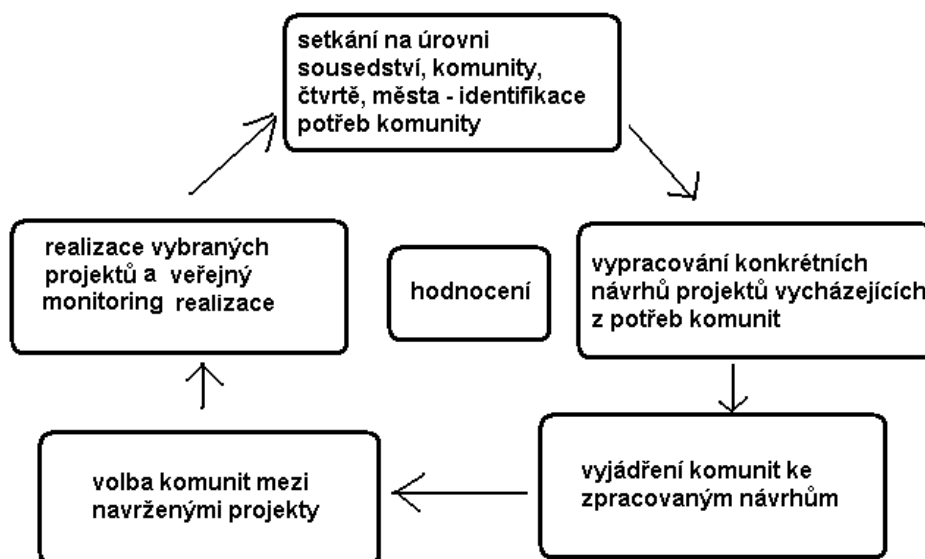 setkání na úrovni
sousedství, komunity,
čtvrtě, města - identifikace
potřeb komunity
vypracování konkrétních
návrhů projektů vycházejících
z potřeb komunit
vyjádření komunit ke
zpracovaným návrhům
volba komunit mezi
navrženými projekty
realizace vybraných
projektů a veřejný
monitoring realizace
hodnocení